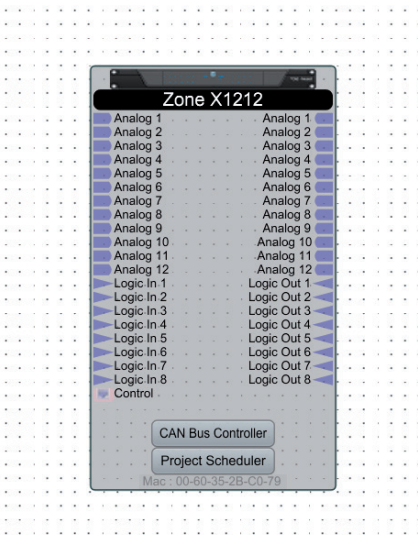 Zone X1212
Analog 1 Analog 1
Analog 2 Analog 2
Analog 3 Analog 3
Analog 4 Analog 4
Analog 5 Analog 5
Analog 6 Analog 6
Analog 7 Analog 7
Analog 8 Analog 8
Analog 9 Analog 9
Analog 10 Analog 10
Analog 11 Analog 11
Analog 12 Analog 12
Logic In 1 Logic Out 1
Logic In 2 Logic Out 2
Logic In 3 Logic Out 3
Logic In 4 Logic Out 4
Logic In 5 Logic Out 5
Logic In 6 Logic Out 6
Logic In 7 Logic Out 7
Logic In 8 Logic Out 8
Control
CAN Bus Controller
Project Scheduler
Mac : 00-60-35-2B-C0-79